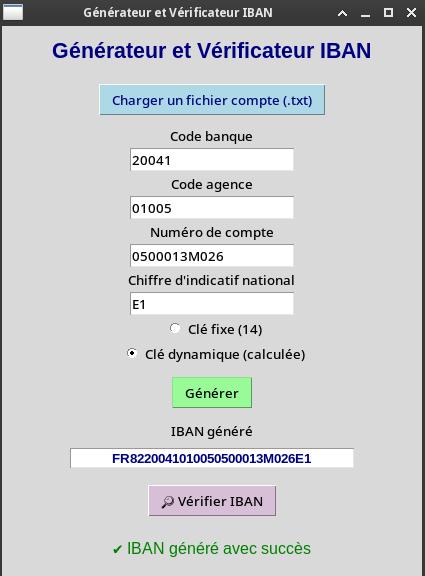 Générateur et Vérificateur IBAN
Générateur et Vérificateur IBAN
Charger un fichier compte (.txt)
Code banque
20041
Code agence
01005
Numéro de compte
0500013M026
Chiffre d'indicatif national
E1
Clé fixe (14)
Clé dynamique (calculée)
Générer
IBAN généré
FR8220041010050500013M026E1
🔎 Vérifier IBAN
✔ IBAN généré avec succès